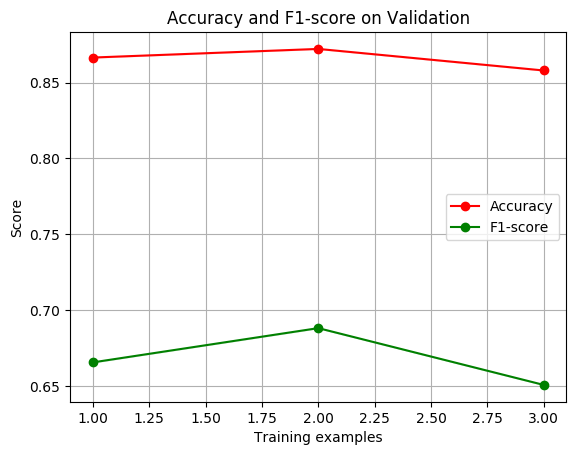 Accuracy and F1-score on Validation
0.85
0.80
0.75
0.70
0.65
Score
Accuracy
F1-score
1.00 1.25 1.50 1.75 2.00 2.25 2.50 2.75 3.00
Training examples